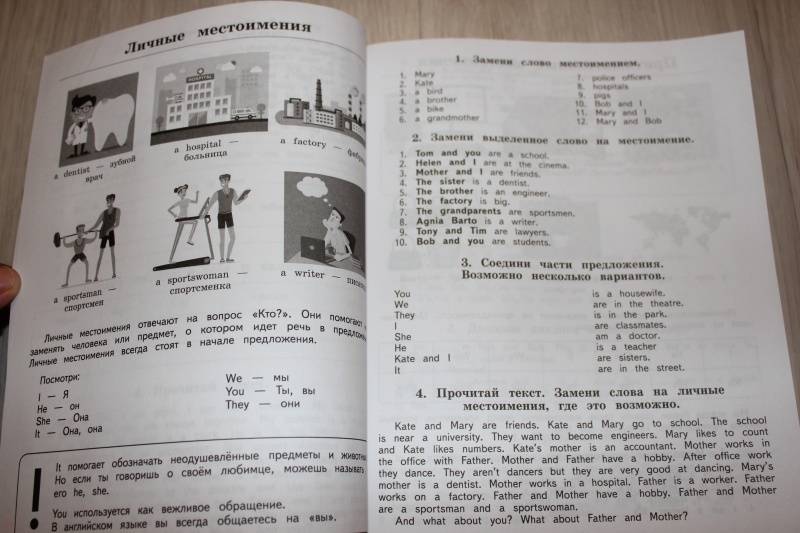 Личные местоимения
HOSPITAL
a dentist — зубной
врач
a hospital —
больница
a factory —
a sportsman —
спортсмен
a sportswoman —
спортсменка
a writer —
Личные местоимения отвечают на вопрос «Кто?». Они помогают
заменять человека или предмет, о котором идет речь в
Личные местоимения всегда стоят в начале предложения.
Посмотри:
I — Я
He — он
She — Она
It — Она, она
We — мы
You — Ты, вы
They — они
It помогает обозначать неодушевлённые предметы и
Но если ты говоришь о своём любимце, можешь называть
его he, she.
You используется как вежливое обращение.
В английском языке вы всегда общаетесь на «вы».
1. Замени слово местоимением.
1. Mary
2. Kate
3. a bird
4. a brother
5. a bike
6. a grandmother
7. police officers
8. hospitals
9. pigs
10. Bob and I
11. Mary and I
12. Mary and Bob
2. Замени выделенное слово на местоимение.
1. Tom and you are a school.
2. Helen and I are at the cinema.
3. Mother and I are friends.
4. The sister is a dentist.
5. The brother is an engineer.
6. The factory is big.
7. The grandparents are sportsmen.
8. Agnia Barto is a writer.
9. Tony and Tim are lawyers.
10. Bob and you are students.
3. Соедини части предложения.
Возможно несколько вариантов.
You is a housewife.
We are in the theatre.
They is in the park.
I are classmates.
She am a doctor.
He is a teacher
Kate and I are sisters.
It are in the street.
4. Прочитай текст. Замени слова на личные
местоимения, где это возможно.
Kate and Mary are friends. Kate and Mary go to school. The school
is near a university. They want to become engineers. Mary likes to count
and Kate likes numbers. Kate's mother is an accountant. Mother works in
the office with Father. Mother and Father have a hobby. After office work
they dance. They aren't dancers but they are very good at dancing. Mary's
mother is a dentist. Mother works in a hospital. Father is a worker. Father
works on a factory. Father and Mother have a hobby. Father and Mother
are a sportsman and a sportswoman.
And what about you? What about Father and Mother?